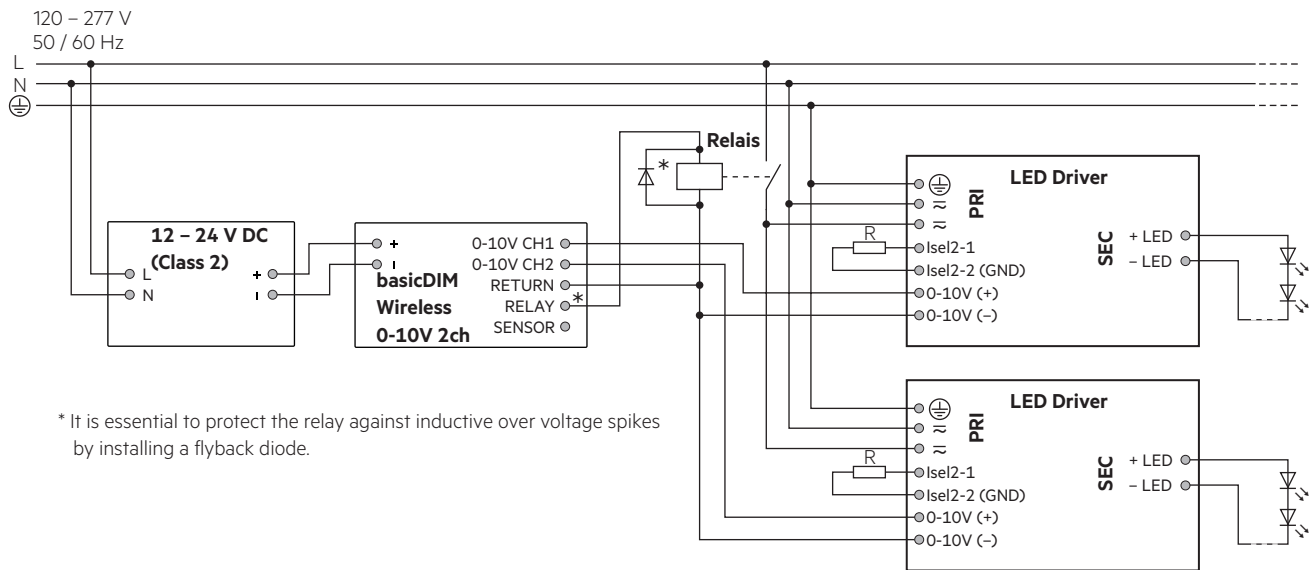 120 – 277 V
50 / 60 Hz
L
N
Relais
*
12 – 24 V DC
(Class 2)
L
N
+
–
+
–
basicDIM
Wireless
0-10V 2ch
0-10V CH1
0-10V CH2
RETURN
RELAY
*
SENSOR
LED Driver
PRI
SEC
R
Isel2-1
Isel2-2 (GND)
0-10V (+)
0-10V (–)
+ LED
– LED
LED Driver
PRI
SEC
R
Isel2-1
Isel2-2 (GND)
0-10V (+)
0-10V (–)
+ LED
– LED
* It is essential to protect the relay against inductive over voltage spikes
by installing a flyback diode.